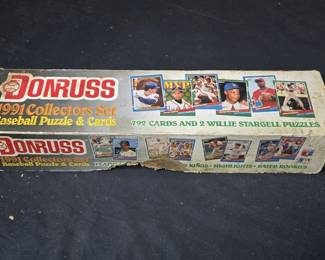 DONRUSS
1991 Collectors Set
Baseball Puzzle & Cards
792 CARDS AND 2 WILLIE STARGELL PUZZLES
DONRUSS
1991 Collectors Set
Baseball Puzzle & Cards
KINGS • HIGHLIGHTS • RATED ROOKIES